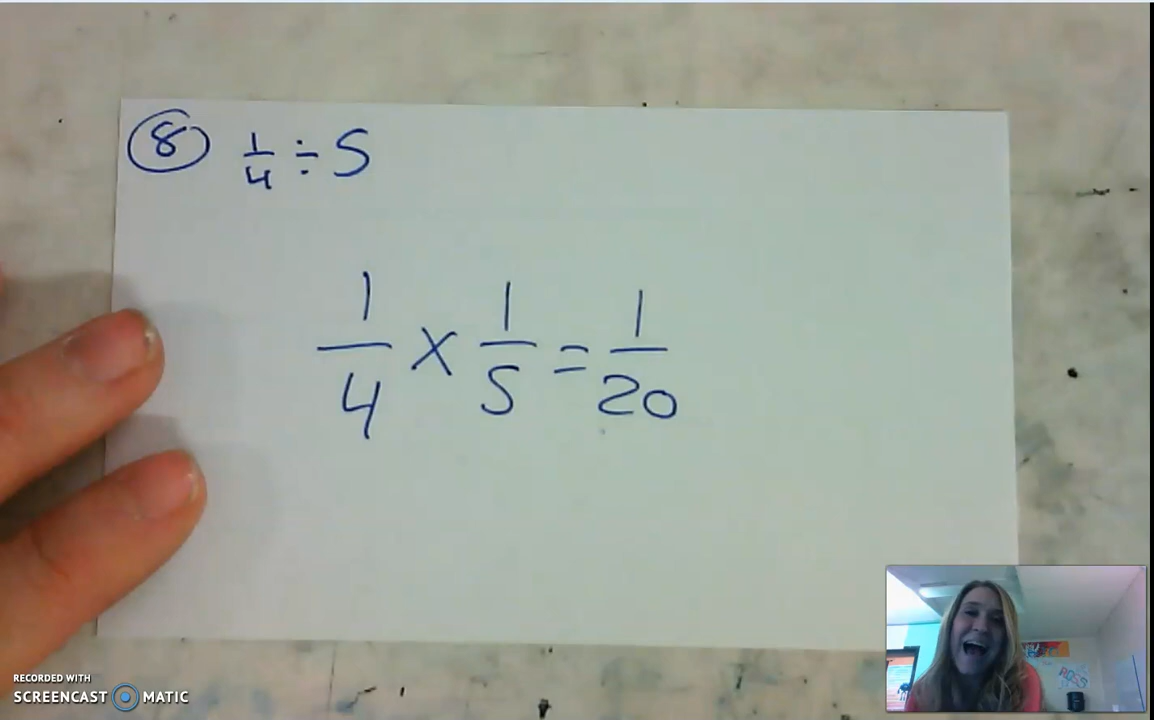 8 1/4 ÷ 5
1/4 × 1/5 = 1/20
RECORDED WITH
SCREENCAST MATIC